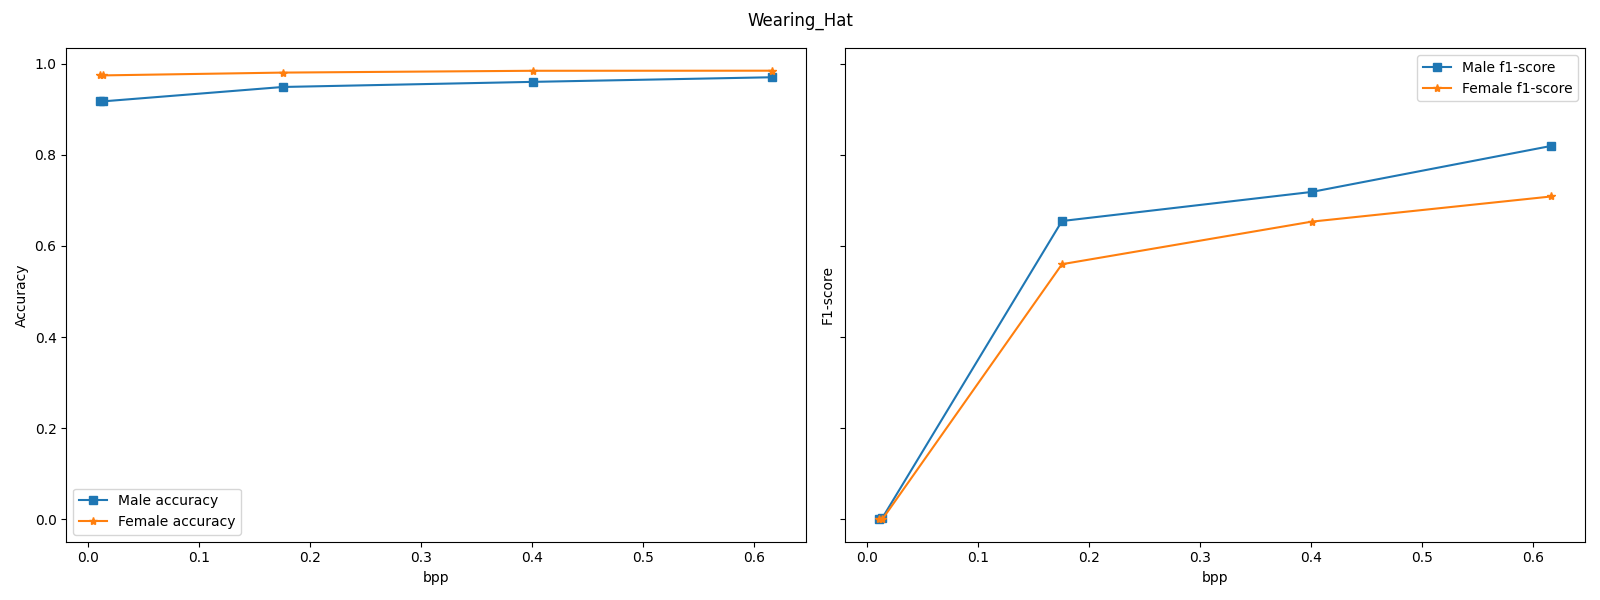 Wearing_Hat
Accuracy
1.0
0.8
0.6
0.4
0.2
0.0
Male accuracy
Female accuracy
0.0 0.1 0.2 0.3 0.4 0.5 0.6
bpp
F1-score
Male f1-score
Female f1-score
0.0 0.1 0.2 0.3 0.4 0.5 0.6
bpp